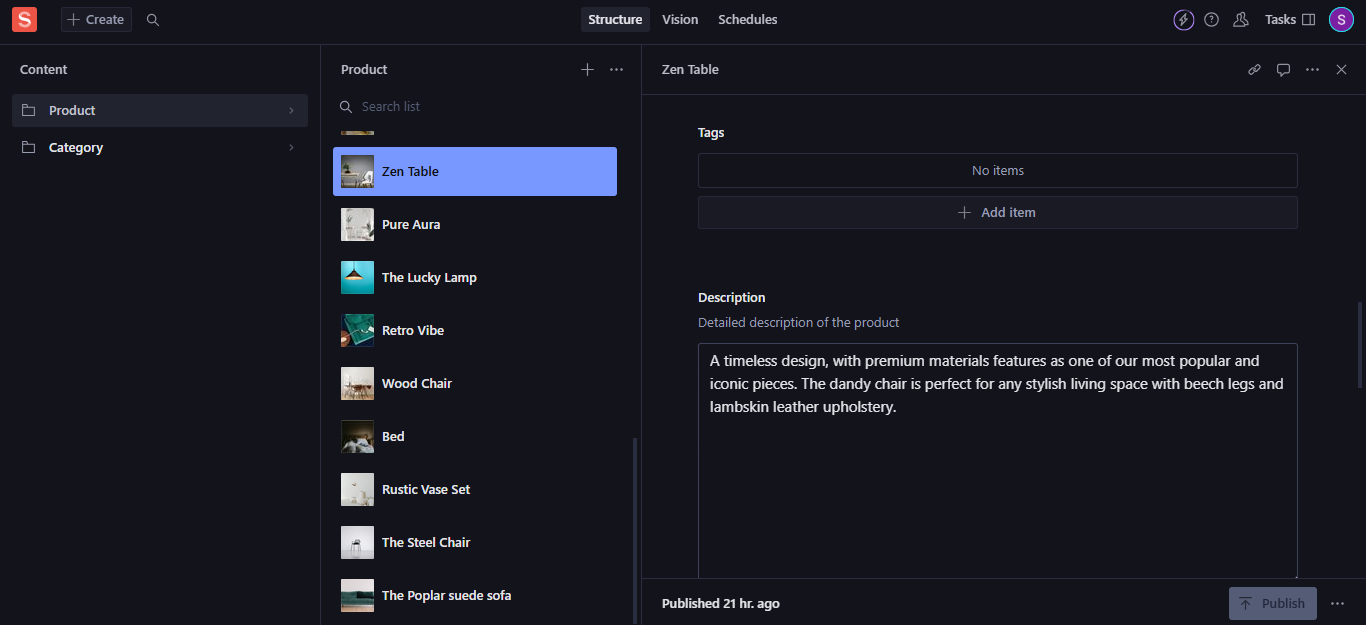 S
Create
Structure
Vision
Schedules
Tasks
S
Content
Product
Category
Product
Search list
Zen Table
Pure Aura
The Lucky Lamp
Retro Vibe
Wood Chair
Bed
Rustic Vase Set
The Steel Chair
The Poplar suede sofa
Zen Table
Tags
No items
Add item
Description
Detailed description of the product
A timeless design, with premium materials features as one of our most popular and
iconic pieces. The dandy chair is perfect for any stylish living space with beech legs and
lambskin leather upholstery.
Published 21 hr. ago
Publish